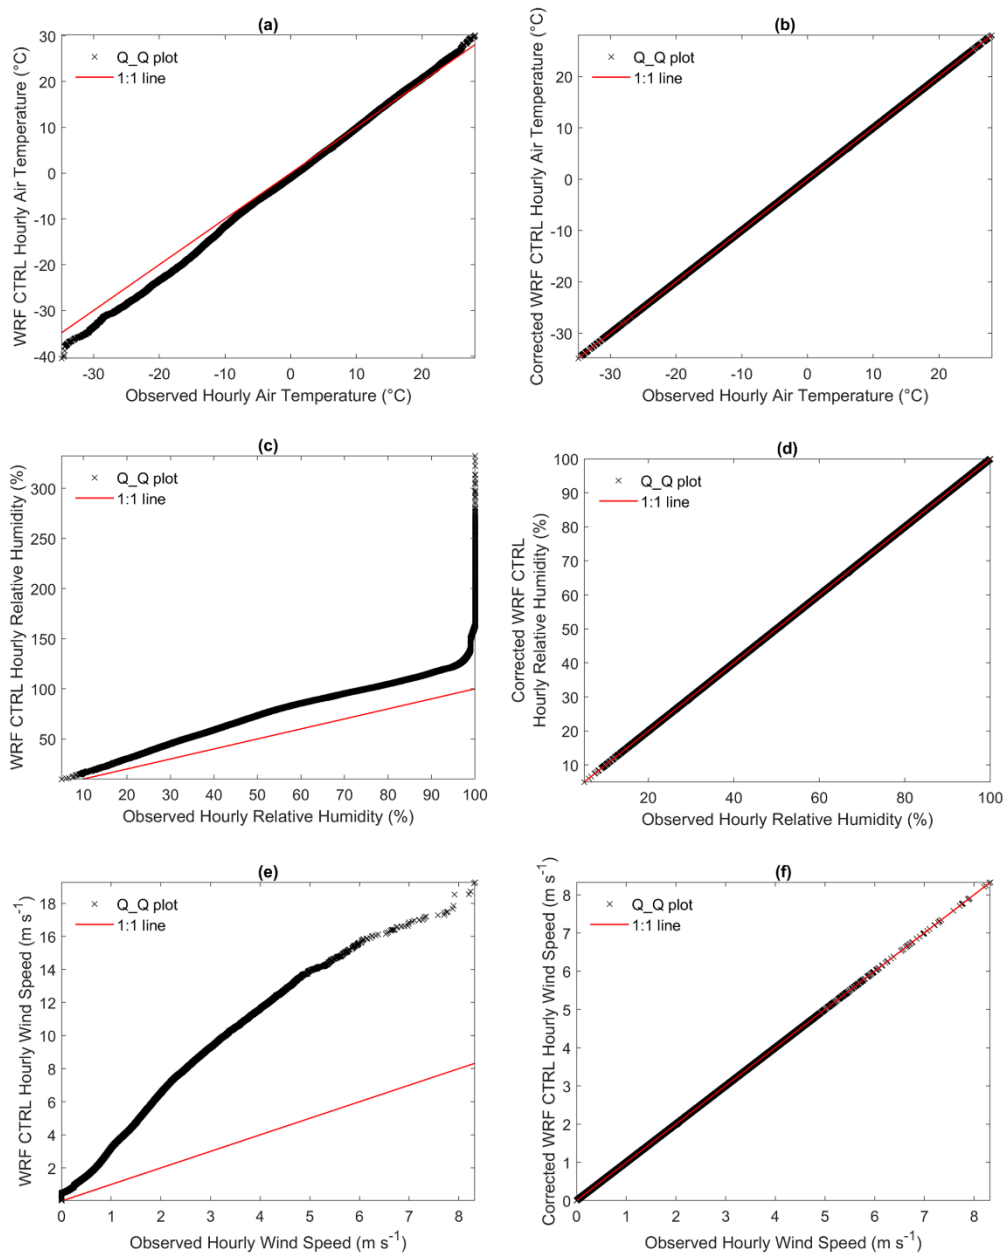 (a)
WRF CTRL Hourly Air Temperature (°C)
30
20
10
0
-10
-20
-30
-40
Q_Q plot
1:1 line
-30 -20 -10 0 10 20
Observed Hourly Air Temperature (°C)
(b)
Corrected WRF CTRL Hourly Air Temperature (°C)
20
10
0
-10
-20
-30
Q_Q plot
1:1 line
-30 -20 -10 0 10 20
Observed Hourly Air Temperature (°C)
(c)
WRF CTRL Hourly Relative Humidity (%)
300
250
200
150
100
50
Q_Q plot
1:1 line
10 20 30 40 50 60 70 80 90 100
Observed Hourly Relative Humidity (%)
(d)
Corrected WRF CTRL
Hourly Relative Humidity (%)
100
90
80
70
60
50
40
30
20
10
Q_Q plot
1:1 line
20 40 60 80 100
Observed Hourly Relative Humidity (%)
(e)
WRF CTRL Hourly Wind Speed (m s⁻¹)
18
16
14
12
10
8
6
4
2
Q_Q plot
1:1 line
0 1 2 3 4 5 6 7 8
Observed Hourly Wind Speed (m s⁻¹)
(f)
Corrected WRF CTRL Hourly Wind Speed (m s⁻¹)
8
7
6
5
4
3
2
1
0
Q_Q plot
1:1 line
0 1 2 3 4 5 6 7 8
Observed Hourly Wind Speed (m s⁻¹)